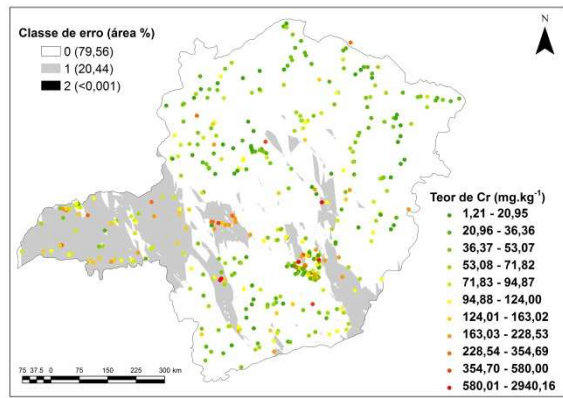 Classe de erro (área %)
0 (79,56)
1 (20,44)
2 (<0,001)
N
Teor de Cr (mg.kg⁻¹)
1,21 - 20,95
20,96 - 36,36
36,37 - 53,07
53,08 - 71,82
71,83 - 94,87
94,88 - 124,00
124,01 - 163,02
163,03 - 228,53
228,54 - 354,69
354,70 - 580,00
580,01 - 2940,16
75 37.5 0 75 150 225 300 km